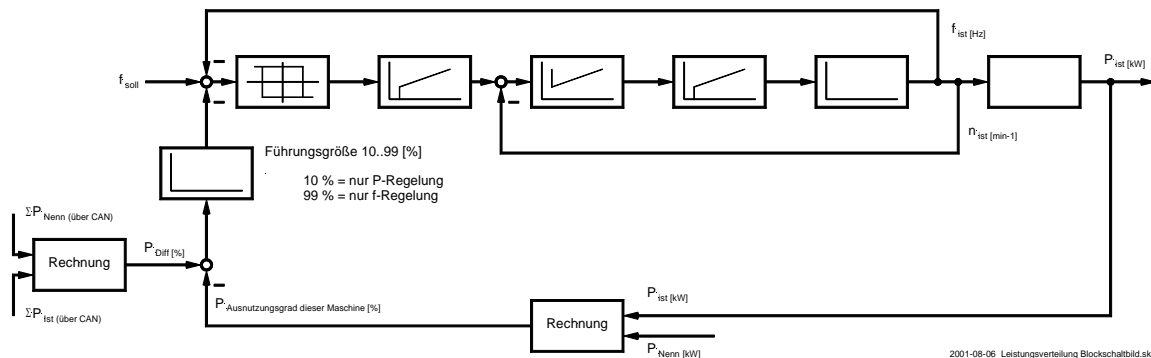 f. ist [Hz]
P. ist [kW]
f. soll
n. ist [min-1]
Führungsgröße 10..99 [%]
10 % = nur P-Regelung
99 % = nur f-Regelung
ΣP. Nenn (über CAN)
Rechnung
P. Diff [%]
ΣP. Ist (über CAN)
P. Ausnutzungsgrad dieser Maschine [%]
P. ist [kW]
Rechnung
P. Nenn [kW]
2001-08-06 Leistungsverteilung Blockschaltbild.sk